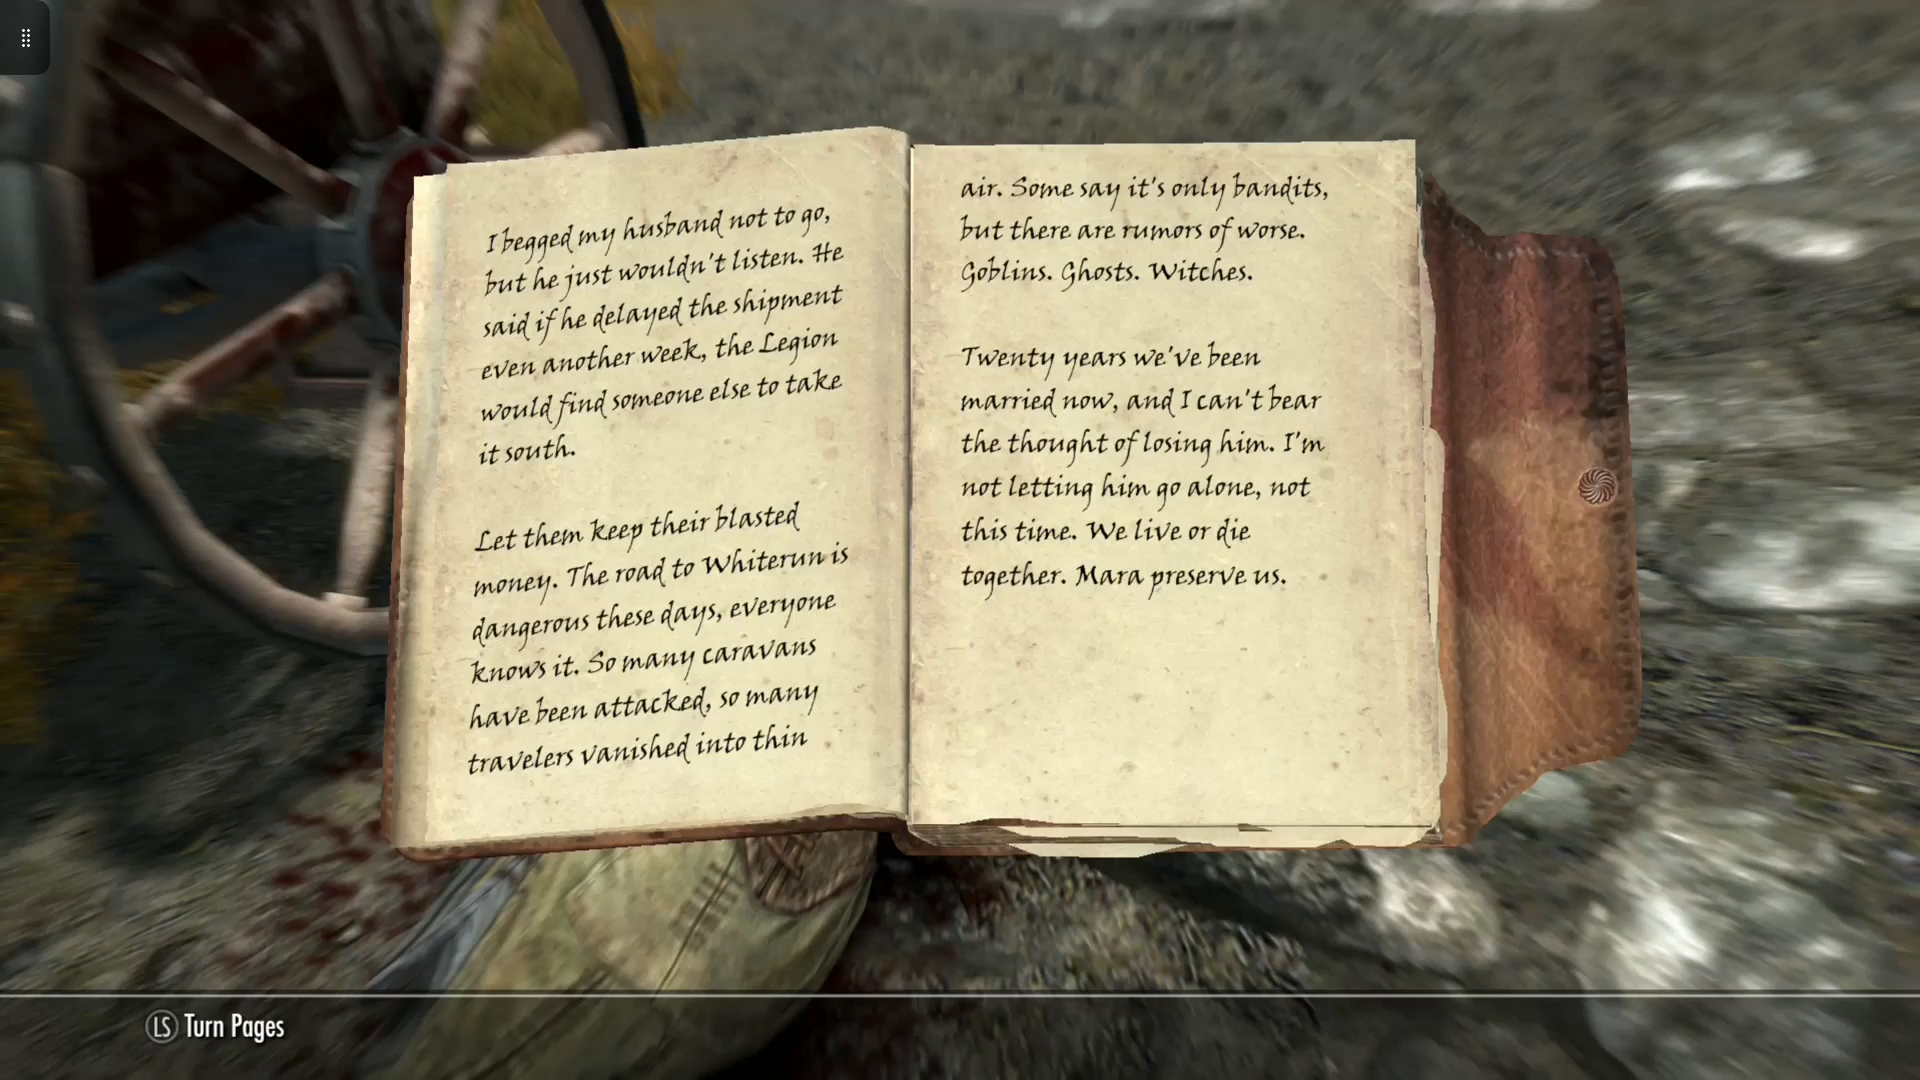 I begged my husband not to go,
but he just wouldn't listen. He
said if he delayed the shipment
even another week, the Legion
would find someone else to take
it south.
Let them keep their blasted
money. The road to Whiterun is
dangerous these days, everyone
knows it. So many caravans
have been attacked, so many
travelers vanished into thin
air. Some say it's only bandits,
but there are rumors of worse.
Goblins. Ghosts. Witches.
Twenty years we've been
married now, and I can't bear
the thought of losing him. I'm
not letting him go alone, not
this time. We live or die
together. Mara preserve us.
LS Turn Pages